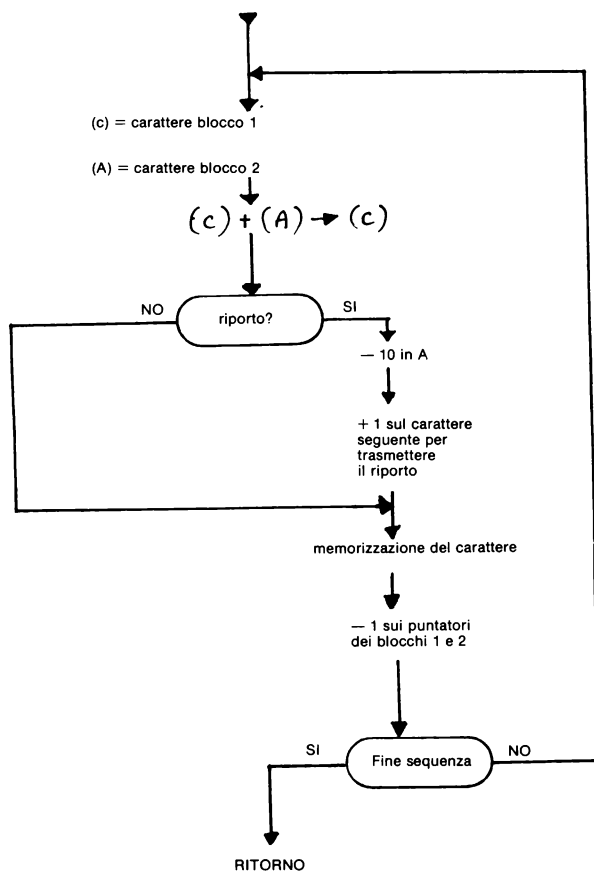 (c) = carattere blocco 1
(A) = carattere blocco 2
(c) + (A) → (c)
NO
riporto?
SI
— 10 in A
+ 1 sul carattere
seguente per
trasmettere
il riporto
memorizzazione del carattere
— 1 sui puntatori
dei blocchi 1 e 2
SI
Fine sequenza
NO
RITORNO